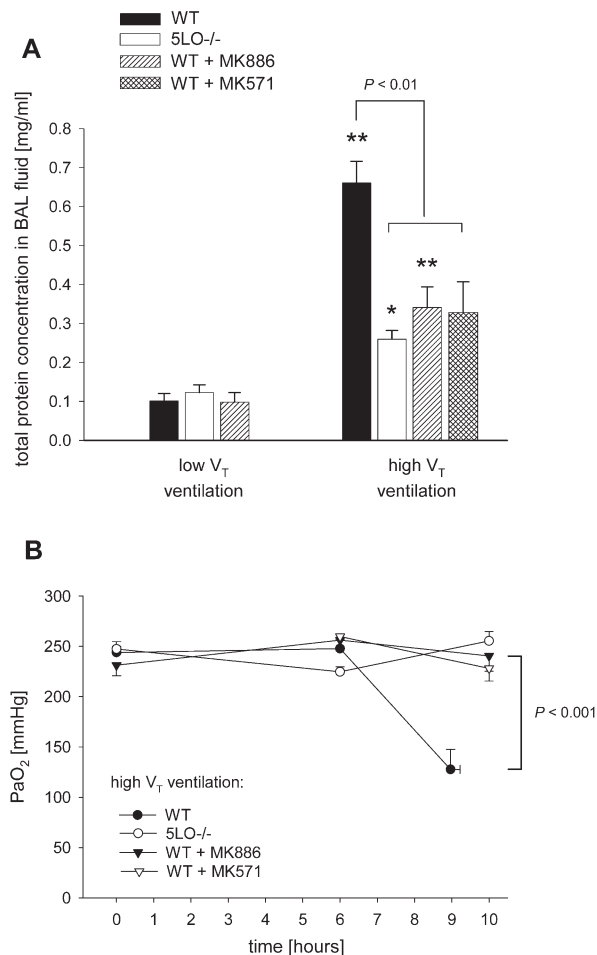 WT
5LO-/-
WT + MK886
WT + MK571
A
P < 0.01
total protein concentration in BAL fluid [mg/ml]
0.8
0.7
0.6
0.5
0.4
0.3
0.2
0.1
0.0
**
*
**
low VT
ventilation
high VT
ventilation
B
PaO2 [mmHg]
300
250
200
150
100
50
0
P < 0.001
high VT ventilation:
WT
5LO-/-
WT + MK886
WT + MK571
0 1 2 3 4 5 6 7 8 9 10
time [hours]